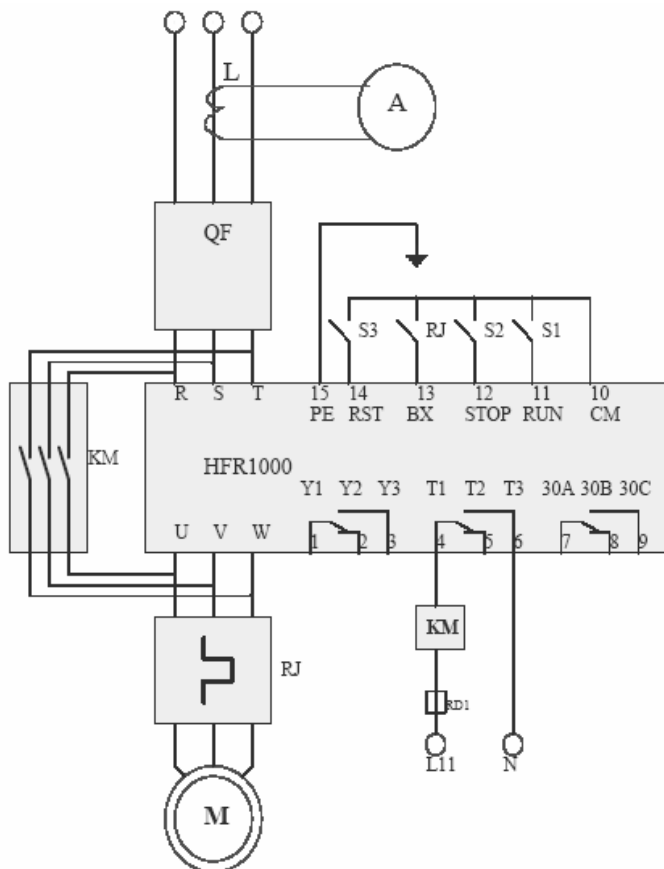 L
A
QF
S3 RJ S2 S1
R S T 15 14 13 12 11 10
PE RST BX STOP RUN CM
KM
HFR1000
Y1 Y2 Y3 T1 T2 T3 30A 30B 30C
U V W
1 2 3 4 5 6 7 8 9
KM
RJ
RD1
L11 N
M